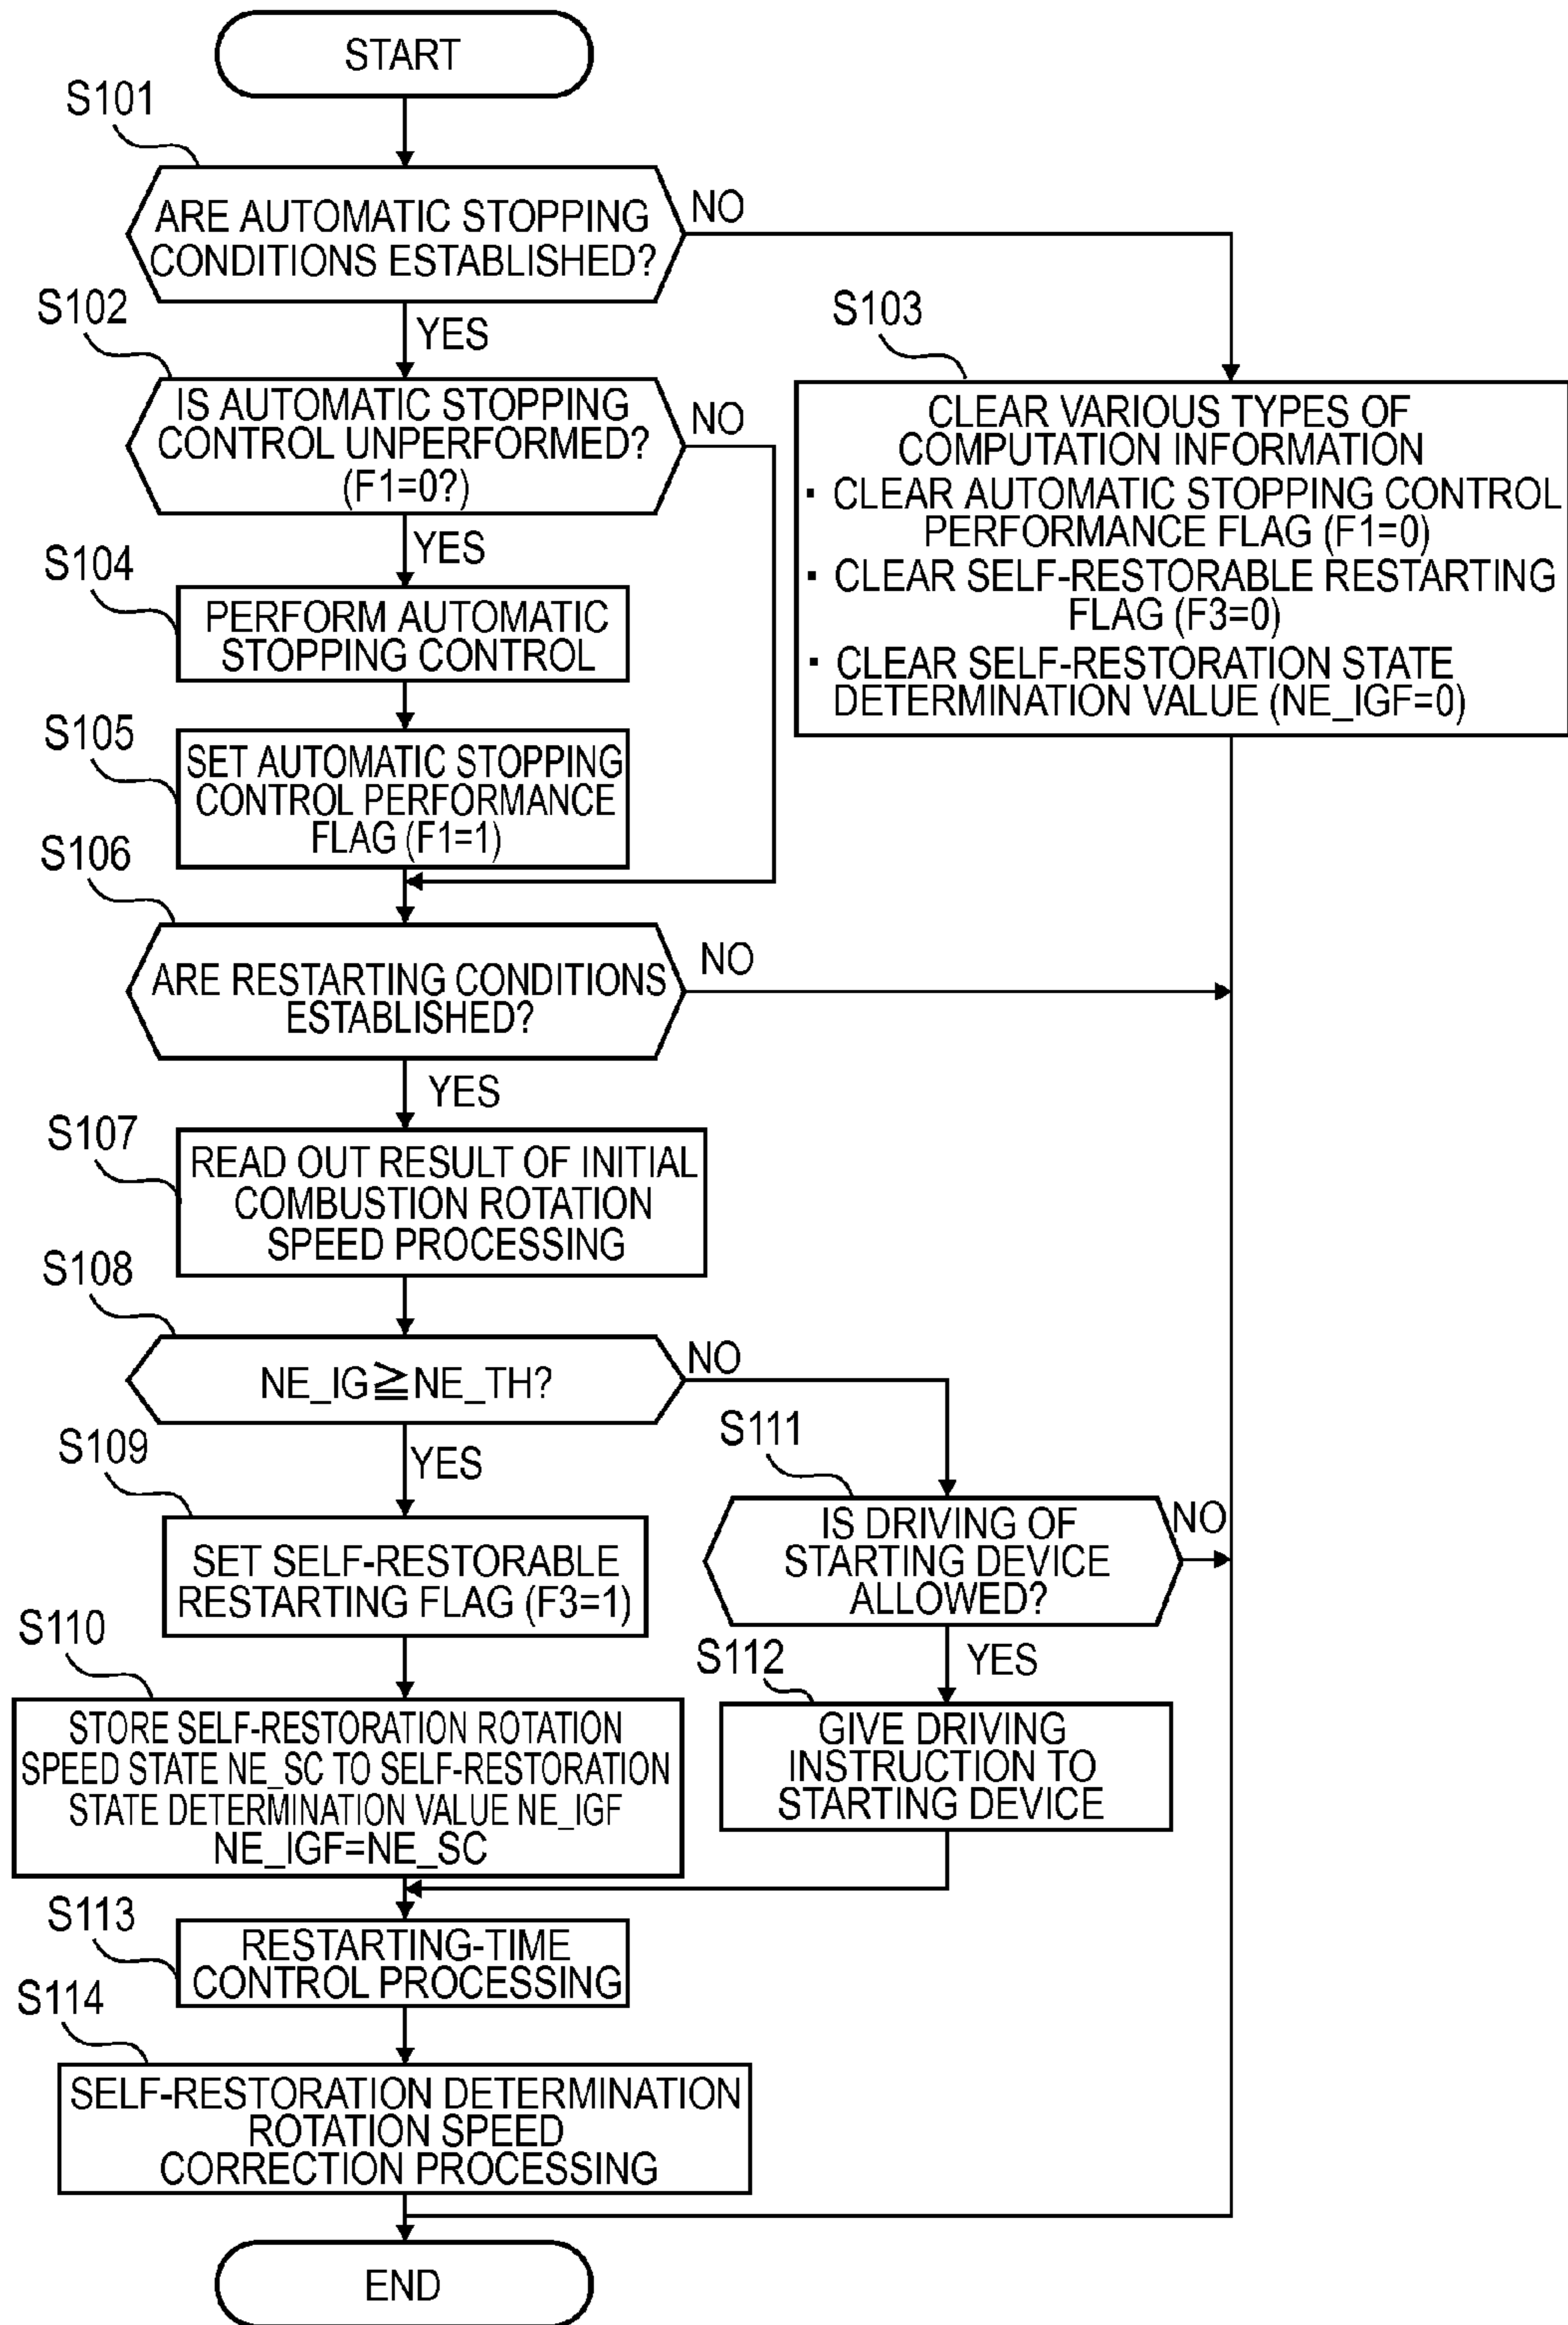 START
S101
ARE AUTOMATIC STOPPING
CONDITIONS ESTABLISHED?
NO
YES
S102
IS AUTOMATIC STOPPING
CONTROL UNPERFORMED?
(F1=0?)
NO
YES
S103
CLEAR VARIOUS TYPES OF
COMPUTATION INFORMATION
· CLEAR AUTOMATIC STOPPING CONTROL
PERFORMANCE FLAG (F1=0)
· CLEAR SELF-RESTORABLE RESTARTING
FLAG (F3=0)
· CLEAR SELF-RESTORATION STATE
DETERMINATION VALUE (NE_IGF=0)
S104
PERFORM AUTOMATIC
STOPPING CONTROL
S105
SET AUTOMATIC STOPPING
CONTROL PERFORMANCE
FLAG (F1=1)
S106
ARE RESTARTING CONDITIONS
ESTABLISHED?
NO
YES
S107
READ OUT RESULT OF INITIAL
COMBUSTION ROTATION
SPEED PROCESSING
S108
NE_IG≧NE_TH?
NO
YES
S109
SET SELF-RESTORABLE
RESTARTING FLAG (F3=1)
S111
IS DRIVING OF
STARTING DEVICE
ALLOWED?
NO
YES
S110
STORE SELF-RESTORATION ROTATION
SPEED STATE NE_SC TO SELF-RESTORATION
STATE DETERMINATION VALUE NE_IGF
NE_IGF=NE_SC
S112
GIVE DRIVING
INSTRUCTION TO
STARTING DEVICE
S113
RESTARTING-TIME
CONTROL PROCESSING
S114
SELF-RESTORATION DETERMINATION
ROTATION SPEED
CORRECTION PROCESSING
END